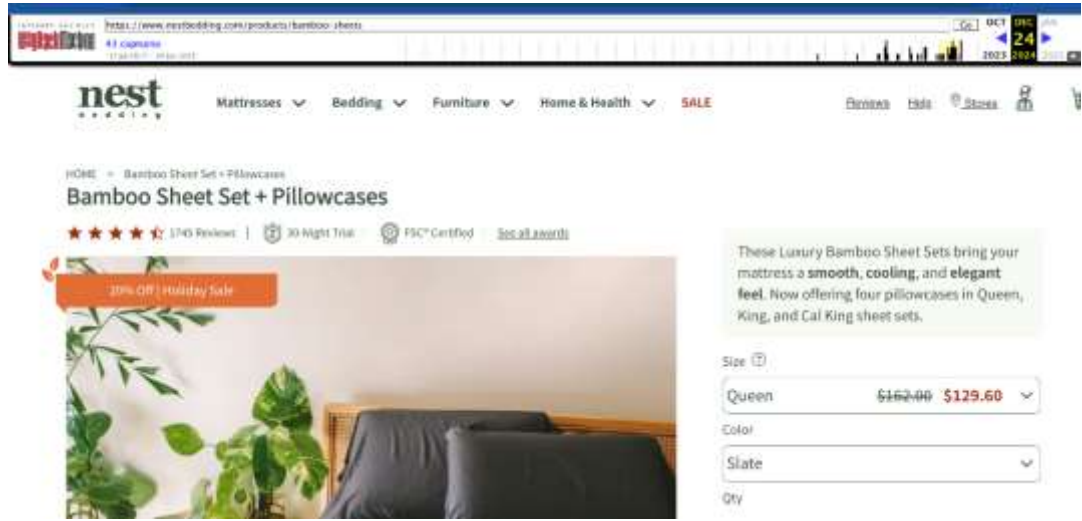 INTERNET ARCHIVE
https://www.nestbedding.com/products/bamboo-sheets
Go
OCT DEC
43 captures
24
2023 2024
nest
bedding
Mattresses Bedding Furniture Home & Health SALE
Reviews Help Stores
HOME Bamboo Sheet Set + Pillowcases
Bamboo Sheet Set + Pillowcases
1745 Reviews | 30 Night Trial FSC® Certified See all awards
20% Off | Holiday Sale
These Luxury Bamboo Sheet Sets bring your
mattress a smooth, cooling, and elegant
feel. Now offering four pillowcases in Queen,
King, and Cal King sheet sets.
Size
Queen $162.00 $129.60
Color
Slate
Qty